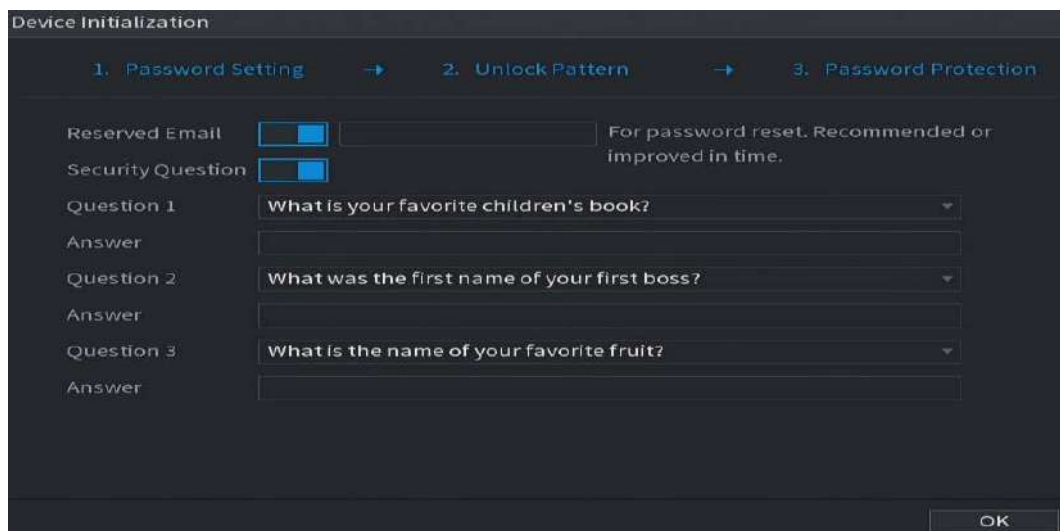 Device Initialization
1. Password Setting → 2. Unlock Pattern → 3. Password Protection
Reserved Email For password reset. Recommended or
improved in time.
Security Question
Question 1 What is your favorite children's book?
Answer
Question 2 What was the first name of your first boss?
Answer
Question 3 What is the name of your favorite fruit?
Answer
OK